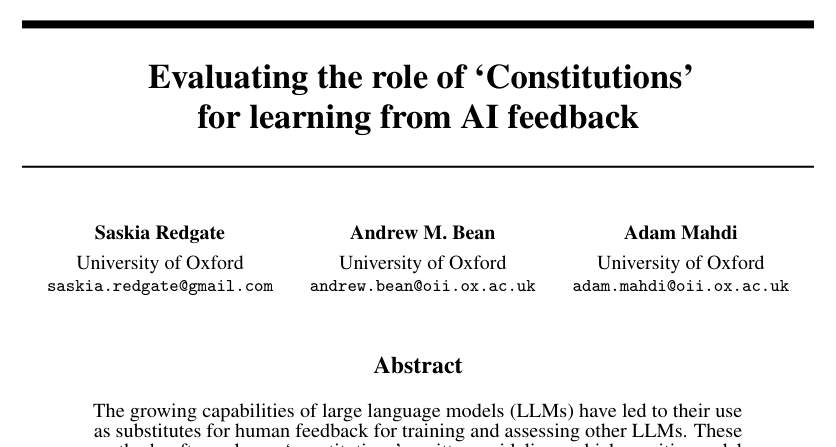 Evaluating the role of ‘Constitutions’
for learning from AI feedback
Saskia Redgate
University of Oxford
saskia.redgate@gmail.com
Andrew M. Bean
University of Oxford
andrew.bean@oii.ox.ac.uk
Adam Mahdi
University of Oxford
adam.mahdi@oii.ox.ac.uk
Abstract
The growing capabilities of large language models (LLMs) have led to their use
as substitutes for human feedback for training and assessing other LLMs. These